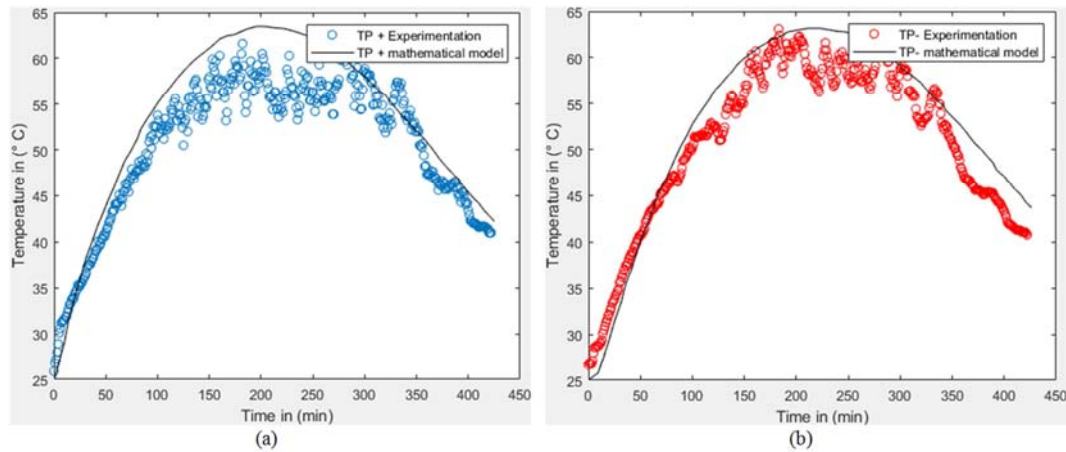 65
60
55
50
45
40
35
30
25
Temperature in (° C)
TP + Experimentation
TP + mathematical model
0 50 100 150 200 250 300 350 400 450
Time in (min)
(a)
65
60
55
50
45
40
35
30
25
Temperature in (° C)
TP- Experimentation
TP- mathematical model
0 50 100 150 200 250 300 350 400 450
Time in (min)
(b)